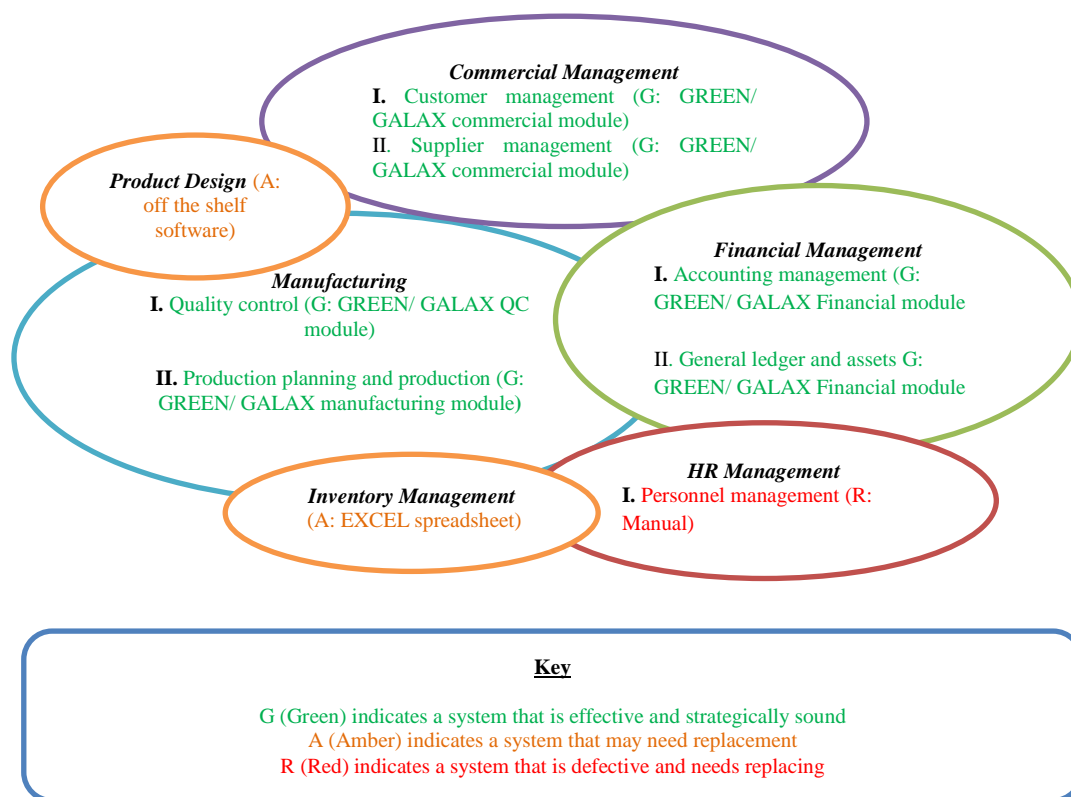 Commercial Management
I. Customer management (G: GREEN/
GALAX commercial module)
II. Supplier management (G: GREEN/
GALAX commercial module)
Product Design (A:
off the shelf
software)
Financial Management
I. Accounting management (G:
GREEN/ GALAX Financial module
II. General ledger and assets G:
GREEN/ GALAX Financial module
Manufacturing
I. Quality control (G: GREEN/ GALAX QC
module)
II. Production planning and production (G:
GREEN/ GALAX manufacturing module)
HR Management
I. Personnel management (R:
Manual)
Inventory Management
(A: EXCEL spreadsheet)
Key
G (Green) indicates a system that is effective and strategically sound
A (Amber) indicates a system that may need replacement
R (Red) indicates a system that is defective and needs replacing